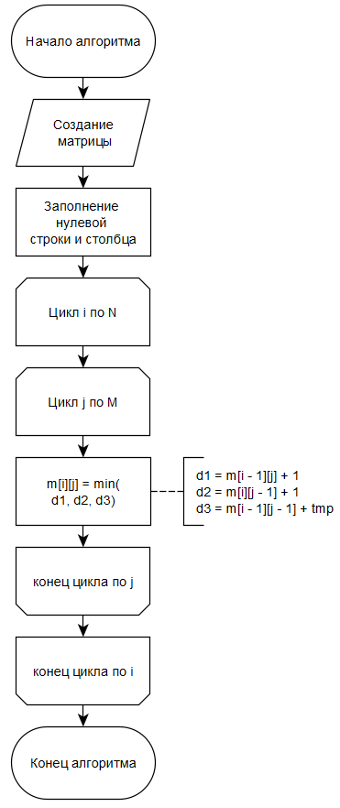 Начало алгоритма
Создание
матрицы
Заполнение
нулевой
строки и столбца
Цикл i по N
Цикл j по M
m[i][j] = min(
d1, d2, d3)
d1 = m[i - 1][j] + 1
d2 = m[i][j - 1] + 1
d3 = m[i - 1][j - 1] + tmp
конец цикла по j
конец цикла по i
Конец алгоритма